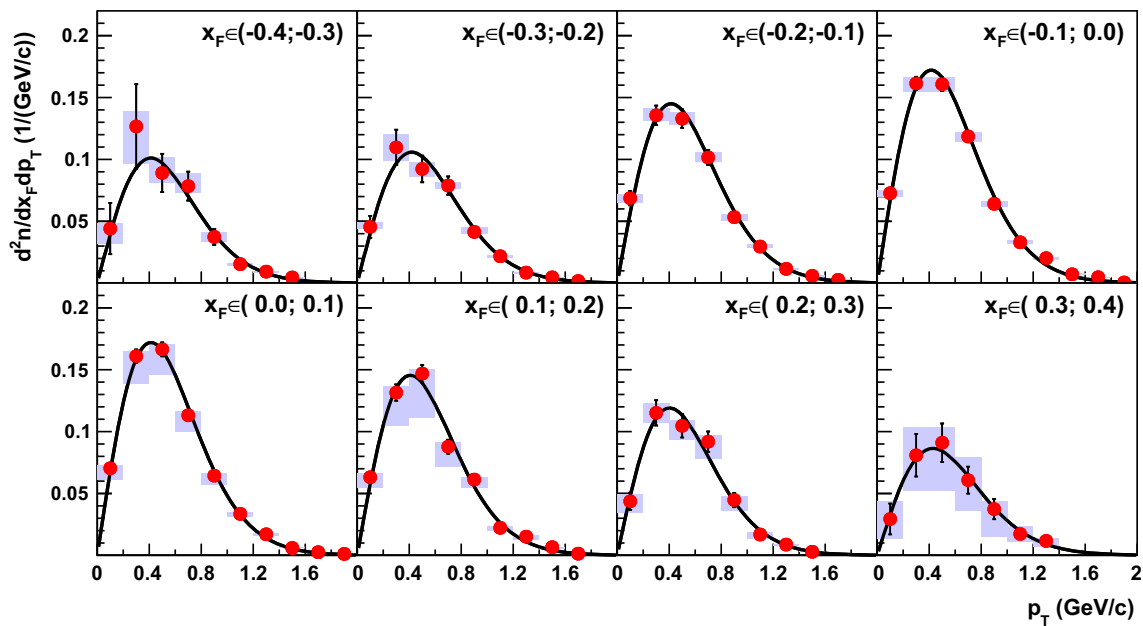 d²n/dx_F dp_T (1/(GeV/c))
0.2
0.15
0.1
0.05
x_F∈(-0.4;-0.3)
x_F∈(-0.3;-0.2)
x_F∈(-0.2;-0.1)
x_F∈(-0.1; 0.0)
0.2
0.15
0.1
0.05
x_F∈( 0.0; 0.1)
x_F∈( 0.1; 0.2)
x_F∈( 0.2; 0.3)
x_F∈( 0.3; 0.4)
0 0.4 0.8 1.2 1.6 0 0.4 0.8 1.2 1.6 0 0.4 0.8 1.2 1.6 0 0.4 0.8 1.2 1.6 2
p_T (GeV/c)